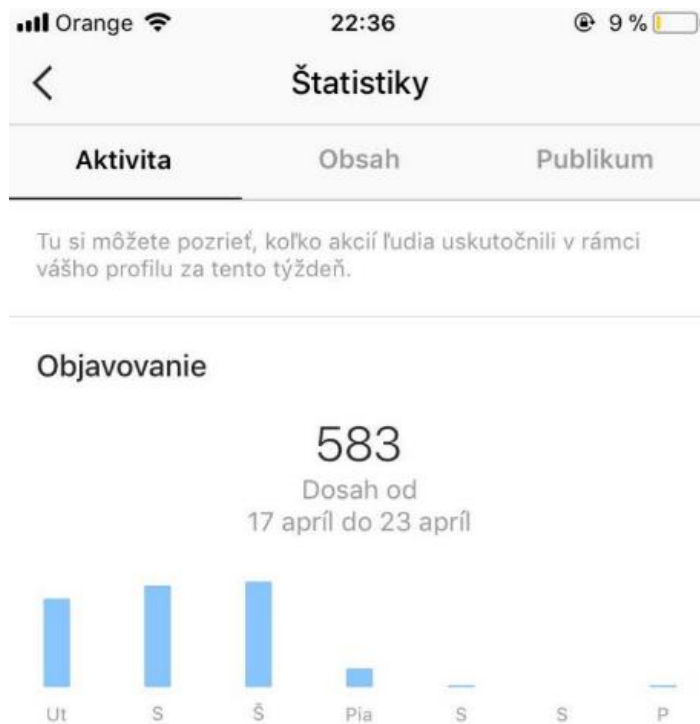 Orange 22:36 9 %
Štatistiky
Aktivita Obsah Publikum
Tu si môžete pozrieť, koľko akcií ľudia uskutočnili v rámci
vášho profilu za tento týždeň.
Objavovanie
583
Dosah od
17 apríl do 23 apríl
Ut S Š Pia S S P